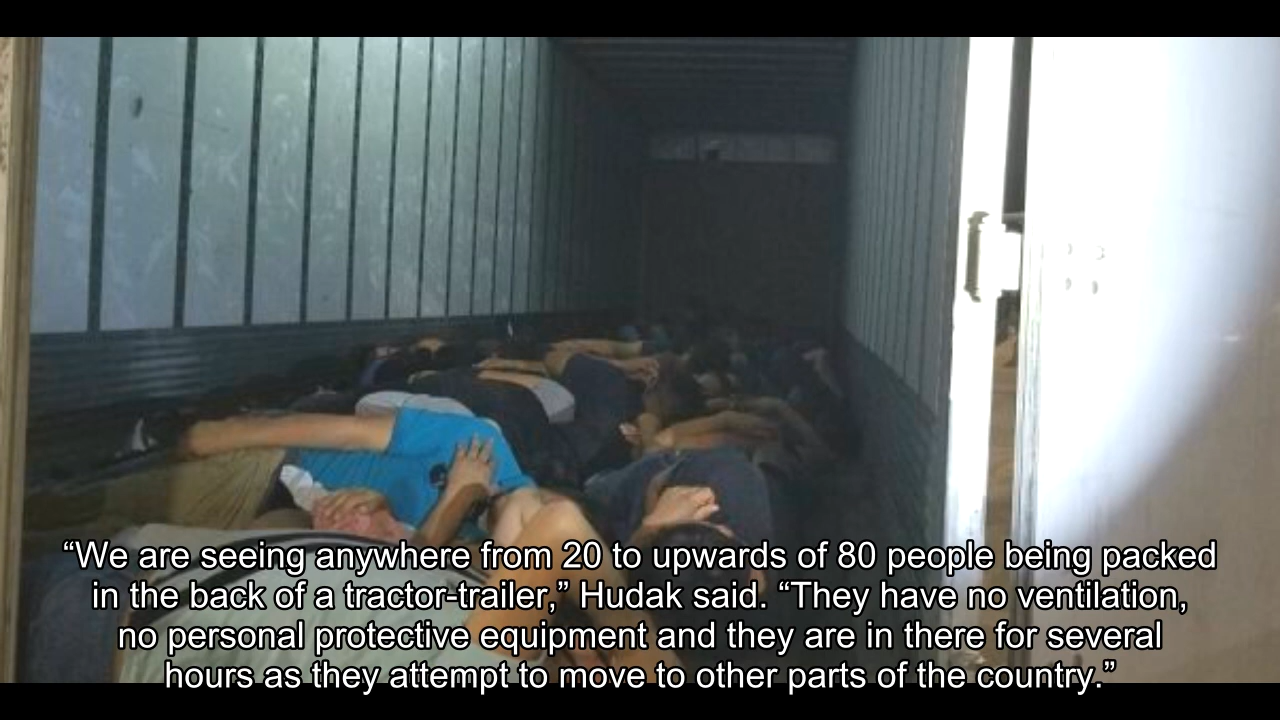 “We are seeing anywhere from 20 to upwards of 80 people being packed
in the back of a tractor-trailer,” Hudak said. “They have no ventilation,
no personal protective equipment and they are in there for several
hours as they attempt to move to other parts of the country.”